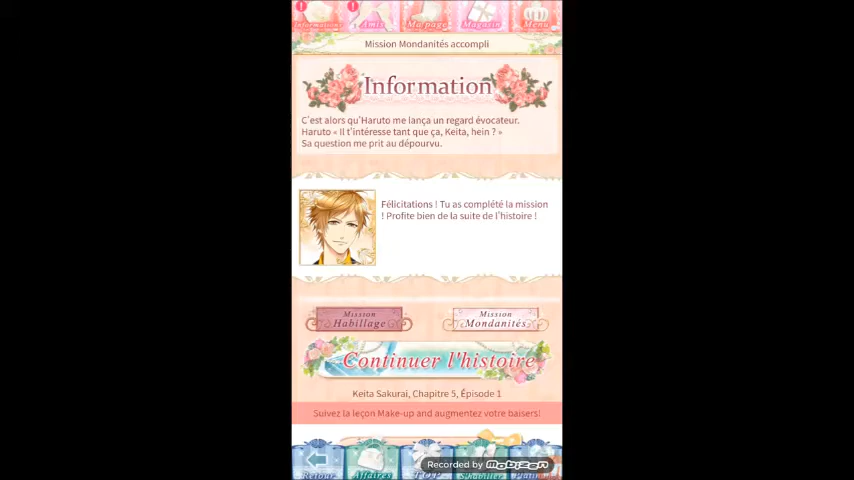 Informations
Amis
Ma page
Magasin
Menu
Mission Mondanités accompli
Information
C'est alors qu'Haruto me lança un regard évocateur.
Haruto « Il t'intéresse tant que ça, Keita, hein ? »
Sa question me prit au dépourvu.
Félicitations ! Tu as complété la mission
! Profite bien de la suite de l'histoire !
Mission
Habillage
Mission
Mondanités
Continuer l'histoire
Keita Sakurai, Chapitre 5, Épisode 1
Suivez la leçon Make-up and augmentez votre baisers!
Retour
Affaires
TOP
Recorded by mobizen